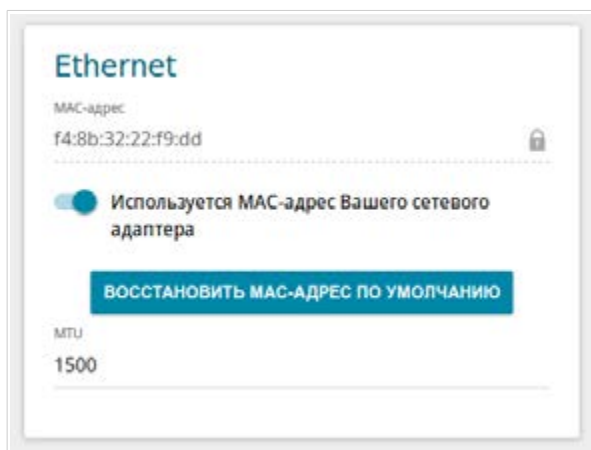 Ethernet
MAC-адрес
f4:8b:32:22:f9:dd
Используется MAC-адрес Вашего сетевого
адаптера
ВОССТАНОВИТЬ MAC-АДРЕС ПО УМОЛЧАНИЮ
MTU
1500